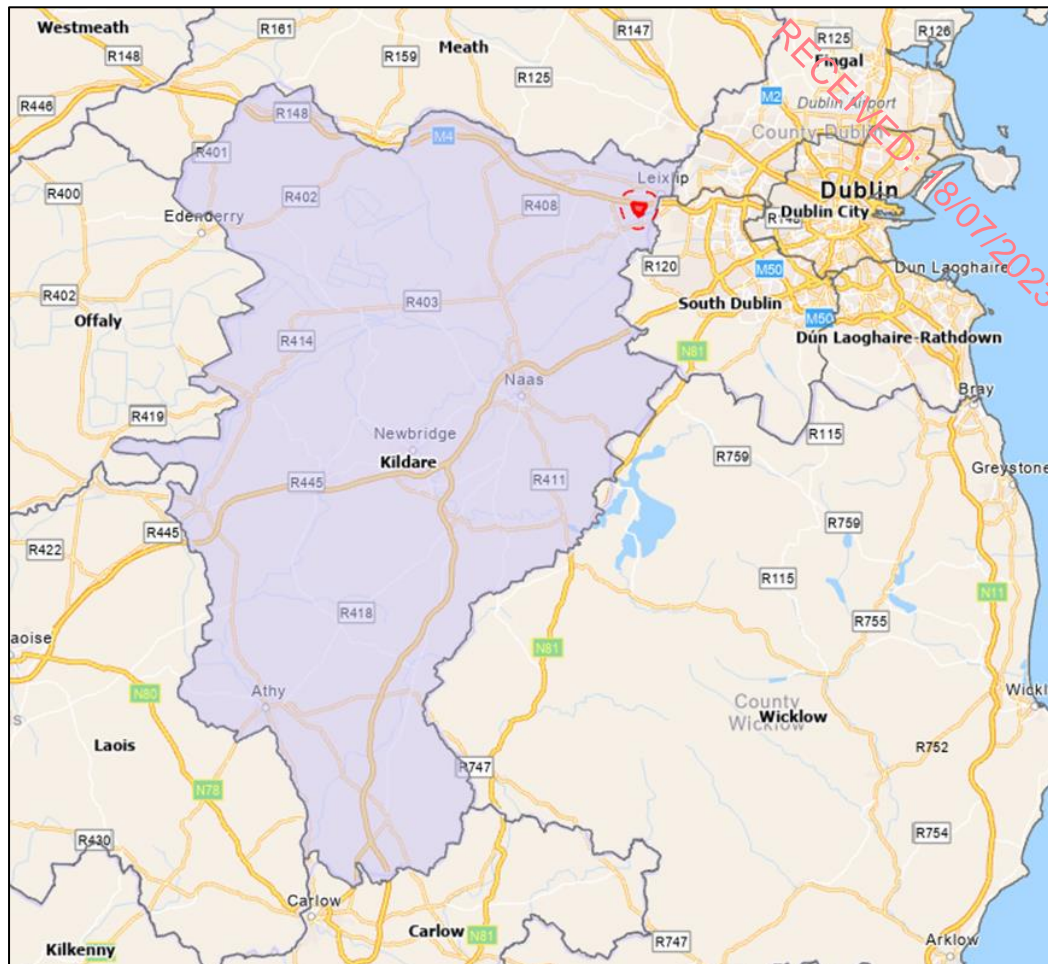 Westmeath
R161
Meath
R147
R125
R126
R148
R159
Fingal
R446
R125
M2
Dublin Airport
R148
M4
County Dublin
RECEIVED: 18/07/2023
R401
Leixlip
R400
R402
R408
Dublin
Edenderry
Dublin City
R120
M50
Dun Laoghaire
R402
R403
South Dublin
Offaly
M50
Dún Laoghaire-Rathdown
R414
N81
Naas
Bray
R419
Newbridge
R115
R759
Kildare
Greystone
R445
R411
R445
R759
R422
R115
N11
R418
R755
aoise
N81
Athy
N80
County
Wicklow
Wicklow
Wickl
Laois
R752
R747
N78
R430
R754
Carlow
Carlow
N81
R747
Kilkenny
Arklow